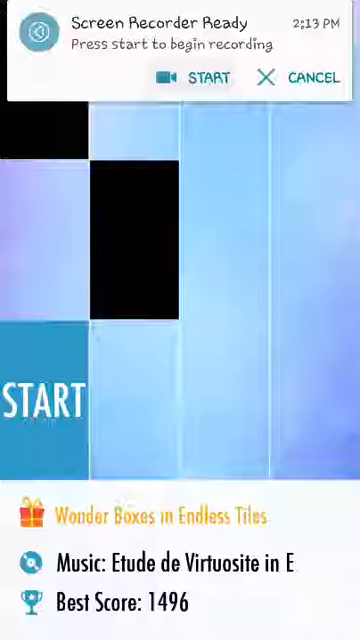 Screen Recorder Ready 2:13 PM
Press start to begin recording
START CANCEL
START
Wonder Boxes in Endless Tiles
Music: Etude de Virtuosite in E
Best Score: 1496